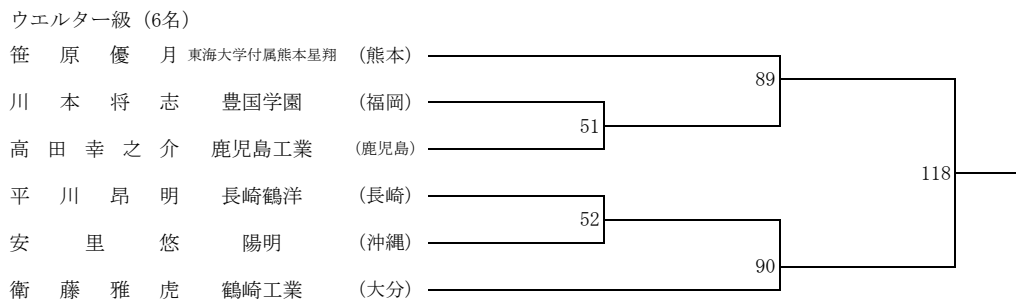 ウエルター級（6名）
笹原優月 東海大学付属熊本星翔 （熊本）
89
川本将志 豊国学園 （福岡）
51
高田幸之介 鹿児島工業 （鹿児島）
118
平川昂明 長崎鶴洋 （長崎）
52
安里悠 陽明 （沖縄）
90
衛藤雅虎 鶴崎工業 （大分）